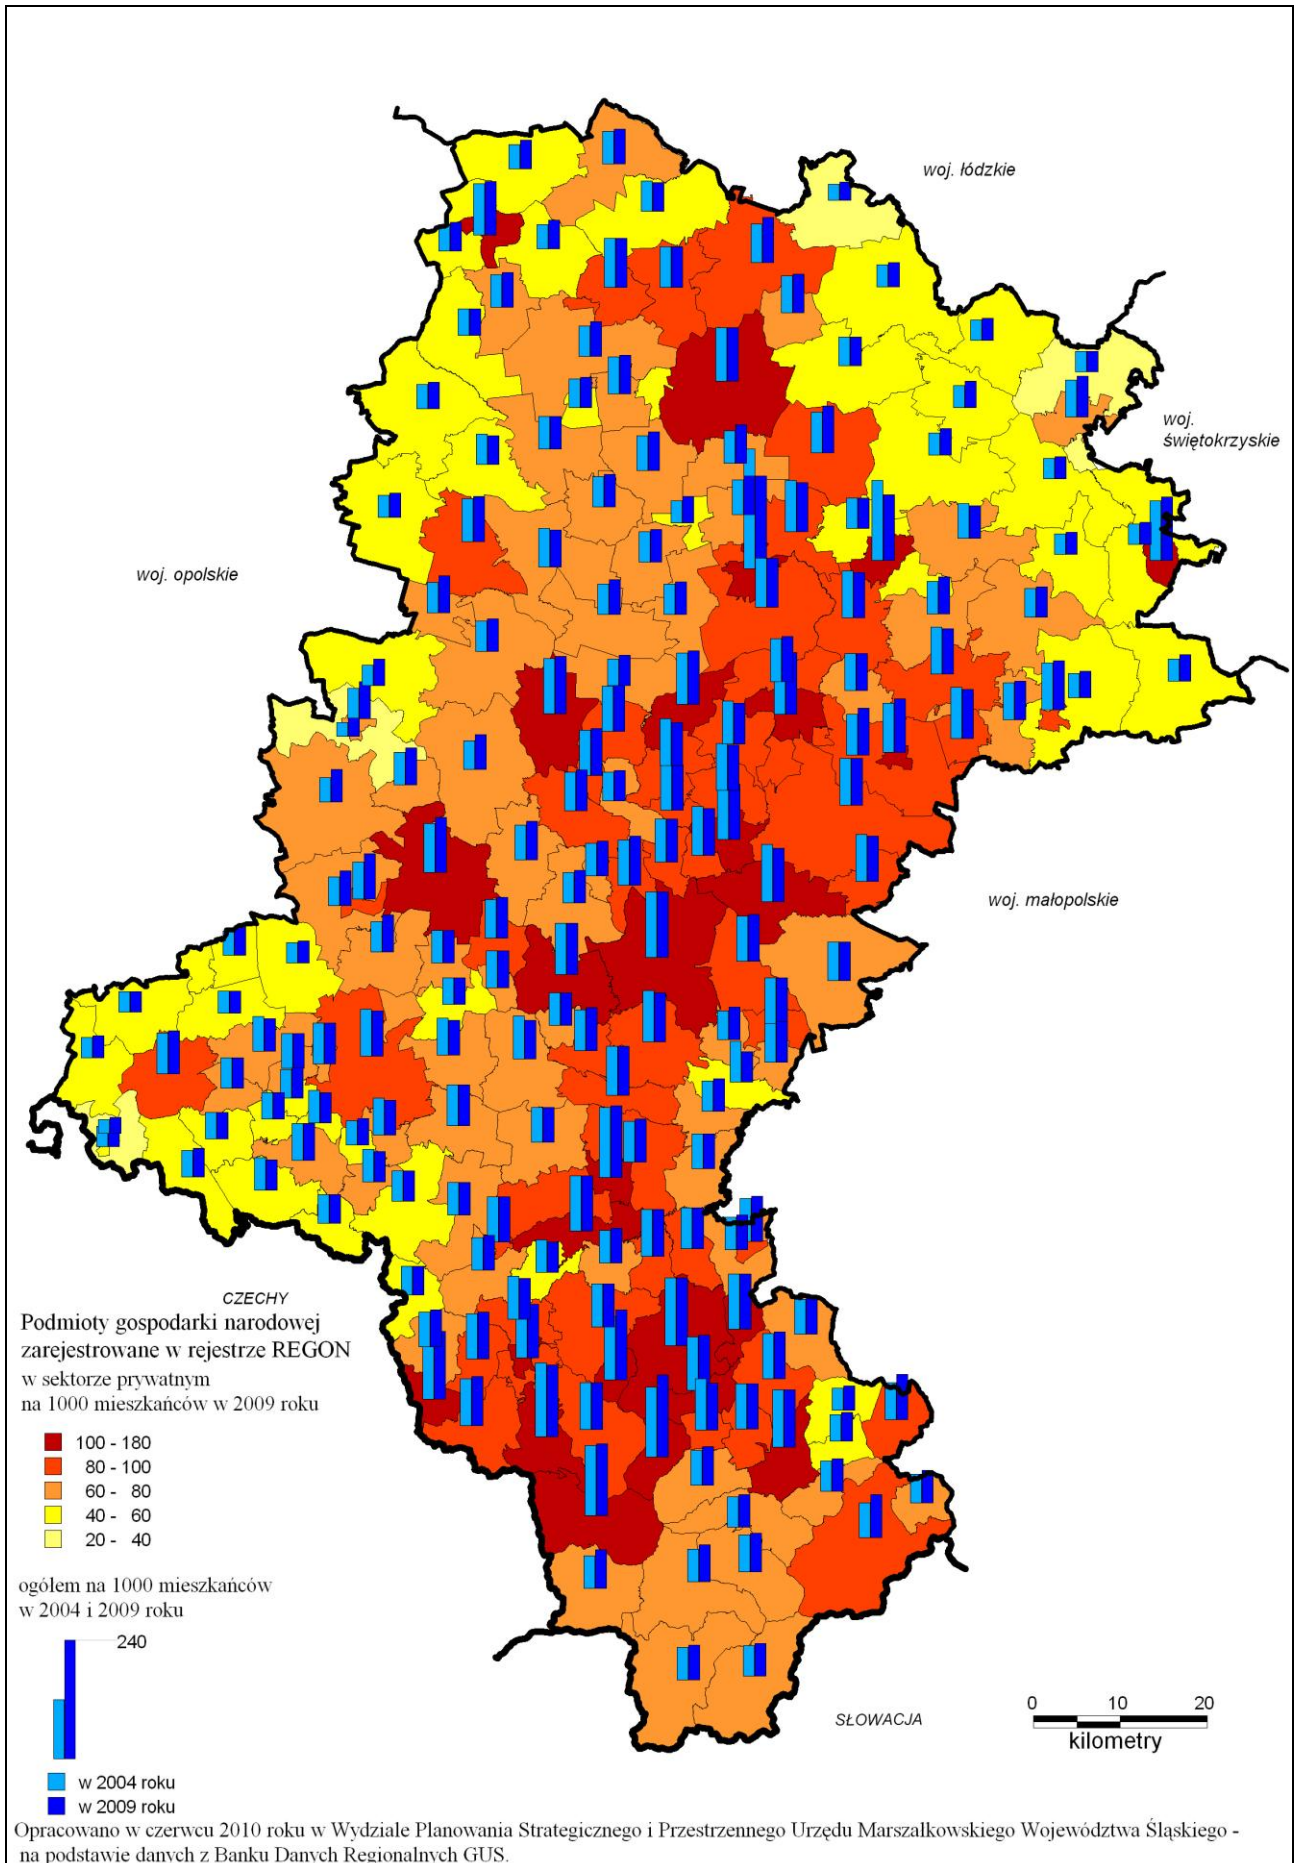 woj. łódzkie
woj.
świętokrzyskie
woj. opolskie
woj. małopolskie
CZECHY
Podmioty gospodarki narodowej
zarejestrowane w rejestrze REGON
w sektorze prywatnym
na 1000 mieszkańców w 2009 roku
100 - 180
80 - 100
60 - 80
40 - 60
20 - 40
ogółem na 1000 mieszkańców
w 2004 i 2009 roku
240
SŁOWACJA
0 10 20
kilometry
w 2004 roku
w 2009 roku
Opracowano w czerwcu 2010 roku w Wydziale Planowania Strategicznego i Przestrzennego Urzędu Marszałkowskiego Województwa Śląskiego -
na podstawie danych z Banku Danych Regionalnych GUS.